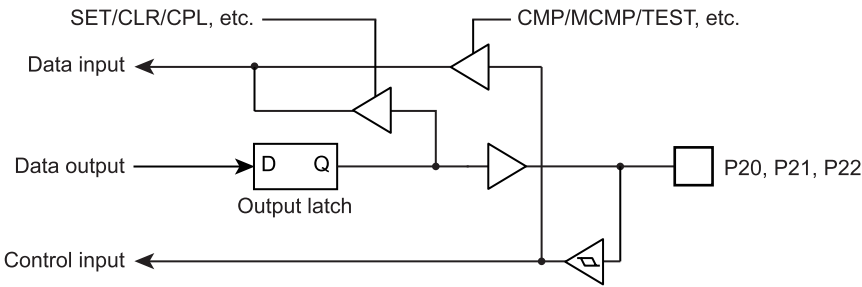 SET/CLR/CPL, etc.
CMP/MCMP/TEST, etc.
Data input
Data output
D
Q
P20, P21, P22
Output latch
Control input